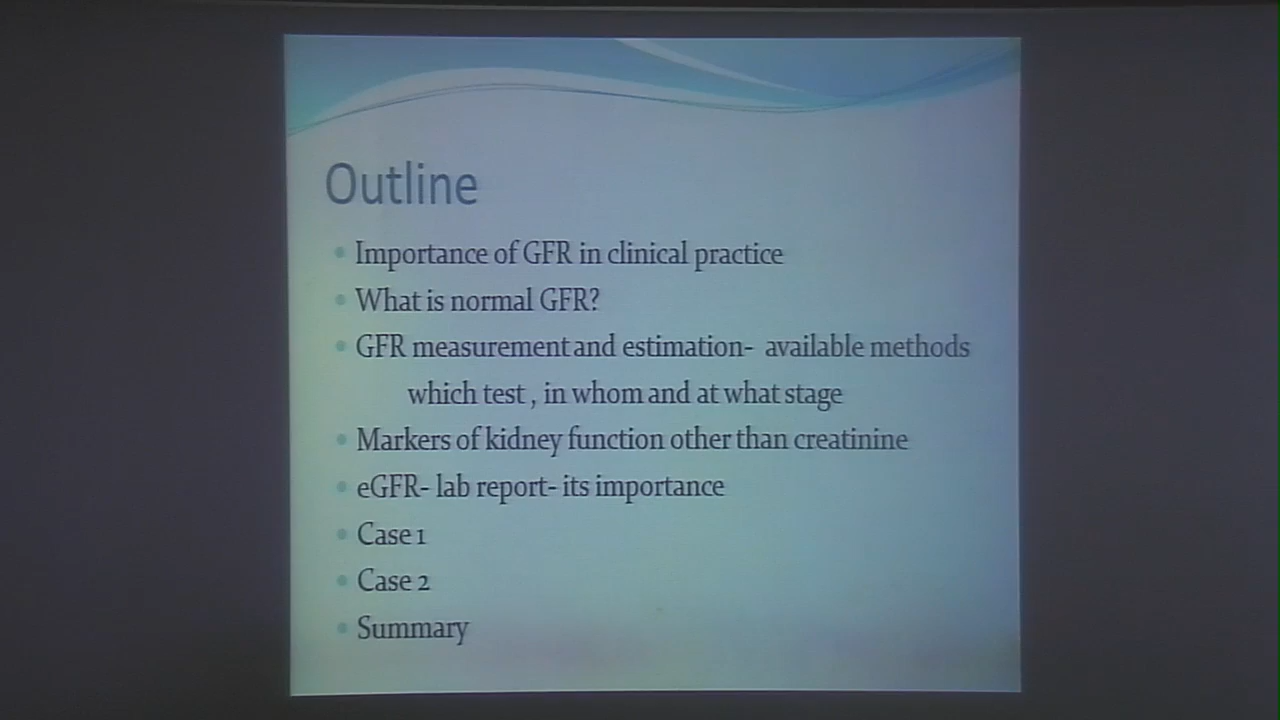 Outline
• Importance of GFR in clinical practice
• What is normal GFR?
• GFR measurement and estimation- available methods
which test , in whom and at what stage
• Markers of kidney function other than creatinine
• eGFR- lab report- its importance
• Case 1
• Case 2
• Summary